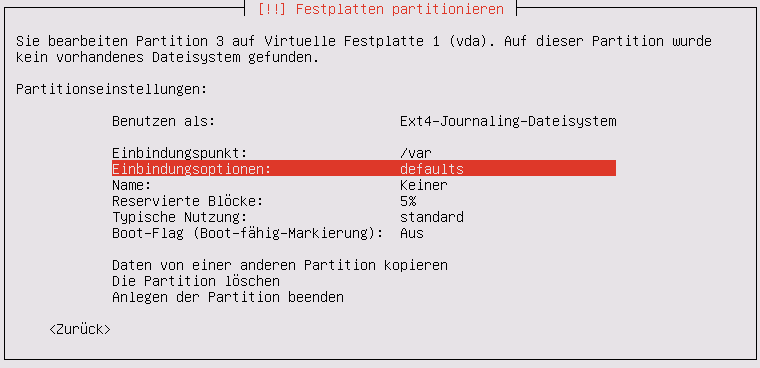 [!!] Festplatten partitionieren
Sie bearbeiten Partition 3 auf Virtuelle Festplatte 1 (vda). Auf dieser Partition wurde
kein vorhandenes Dateisystem gefunden.
Partitionseinstellungen:
Benutzen als: Ext4-Journaling-Dateisystem
Einbindungspunkt: /var
Einbindungsoptionen: defaults
Name: Keiner
Reservierte Blöcke: 5%
Typische Nutzung: standard
Boot-Flag (Boot-fähig-Markierung): Aus
Daten von einer anderen Partition kopieren
Die Partition löschen
Anlegen der Partition beenden
<Zurück>